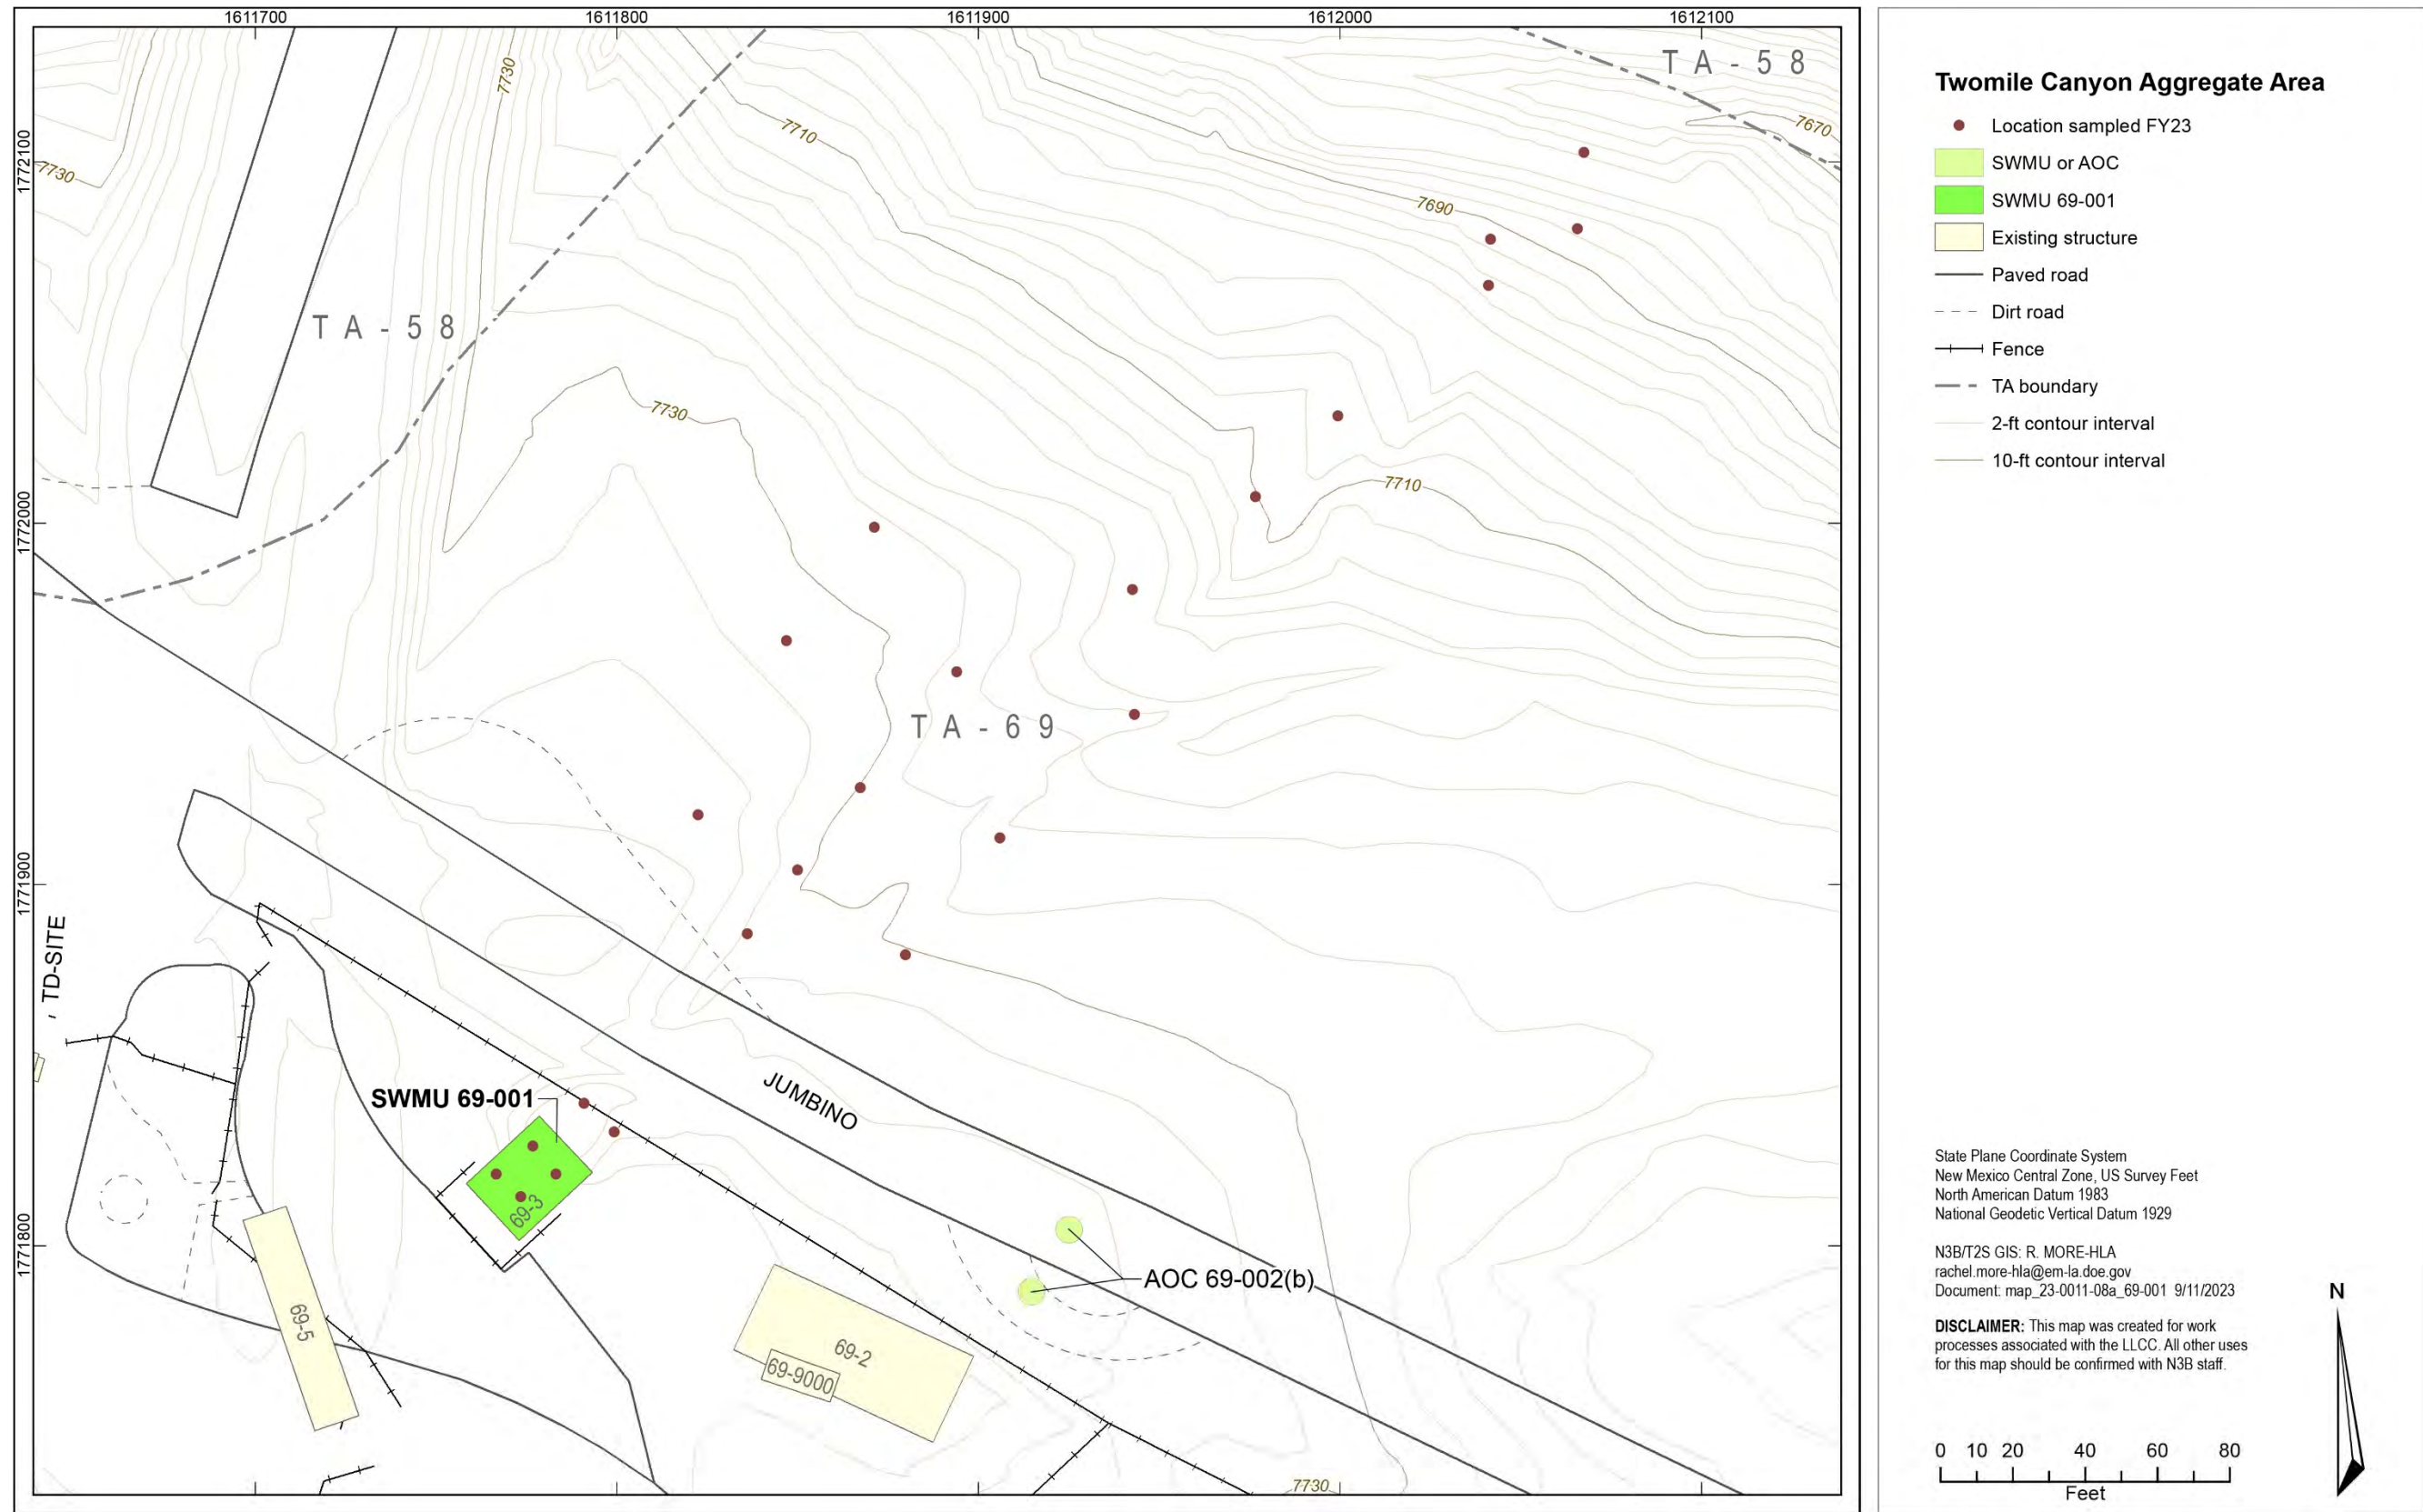 1611700
1611800
1611900
1612000
1612100
1772100
1772000
1771900
1771800
7730
T A - 5 8
7670
7710
7730
7690
T A - 5 8
7730
7710
T A - 6 9
TD-SITE
SWMU 69-001
JUMBINO
69-3
AOC 69-002(b)
69-5
69-2
69-9000
7730
Twomile Canyon Aggregate Area
Location sampled FY23
SWMU or AOC
SWMU 69-001
Existing structure
Paved road
Dirt road
Fence
TA boundary
2-ft contour interval
10-ft contour interval
State Plane Coordinate System
New Mexico Central Zone, US Survey Feet
North American Datum 1983
National Geodetic Vertical Datum 1929
N3B/T2S GIS: R. MORE-HLA
rachel.more-hla@em-la.doe.gov
Document: map_23-0011-08a_69-001 9/11/2023
DISCLAIMER: This map was created for work
processes associated with the LLCC. All other uses
for this map should be confirmed with N3B staff.
N
0 10 20 40 60 80
Feet